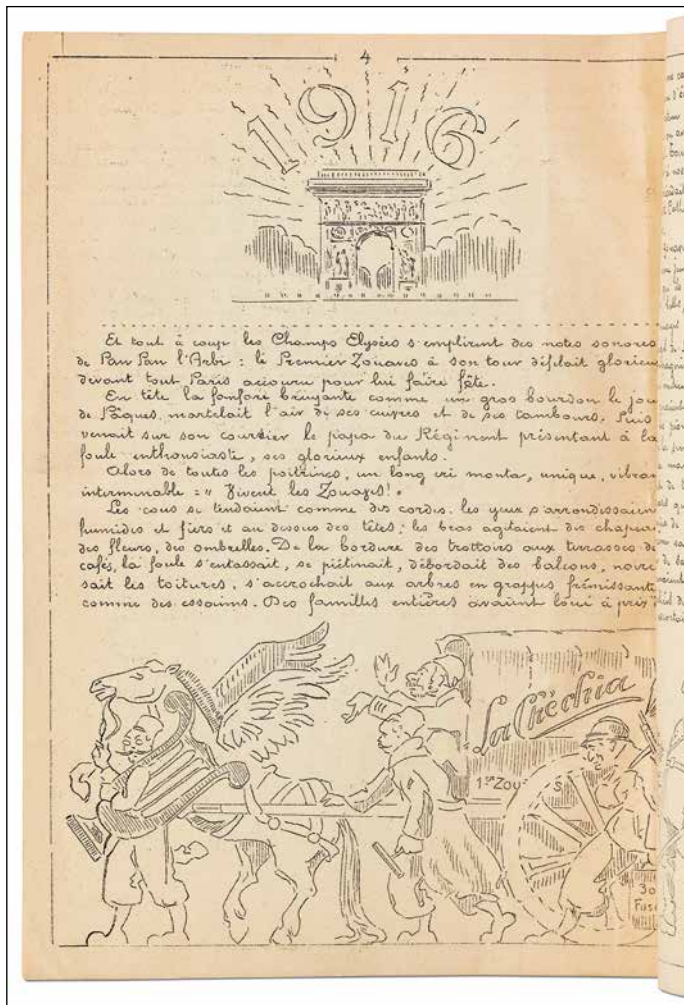 4
1916
Et tout à coup les Champs Elysées s'emplirent des notes sonores
de Pan Pan l'Arbi : le Premier Zouaves à son tour défilait glorieu
devant tout Paris accouru pour lui faire fête.
En tête la fanfare bruyante comme un gros bourdon le jou
de Pâques, martelait l'air de ses cuivres et de ses tambours. Puis
venait sur son coursier le papa du Régiment présentant à la
foule enthousiaste, ses glorieux enfants.
Alors de toutes les poitrines, un long cri monta, unique, vibran
interminable : " Vivent les Zouaves ! "
Les cous se tendaient comme des cordes, les yeux s'arrondissaien
humides et fiers et au dessus des têtes ; les bras agitaient des chapeau
des fleurs, des ombrelles. De la bordure des trottoirs aux terrasses de
cafés, la foule s'entassait, se piétinait, débordait des balcons, noirc
sait les toitures, s'accrochait aux arbres en grappes frémissante
comme des essaims. Des familles entières avaient loué à prix
La Chéchia
1er Zou S
30
Fus